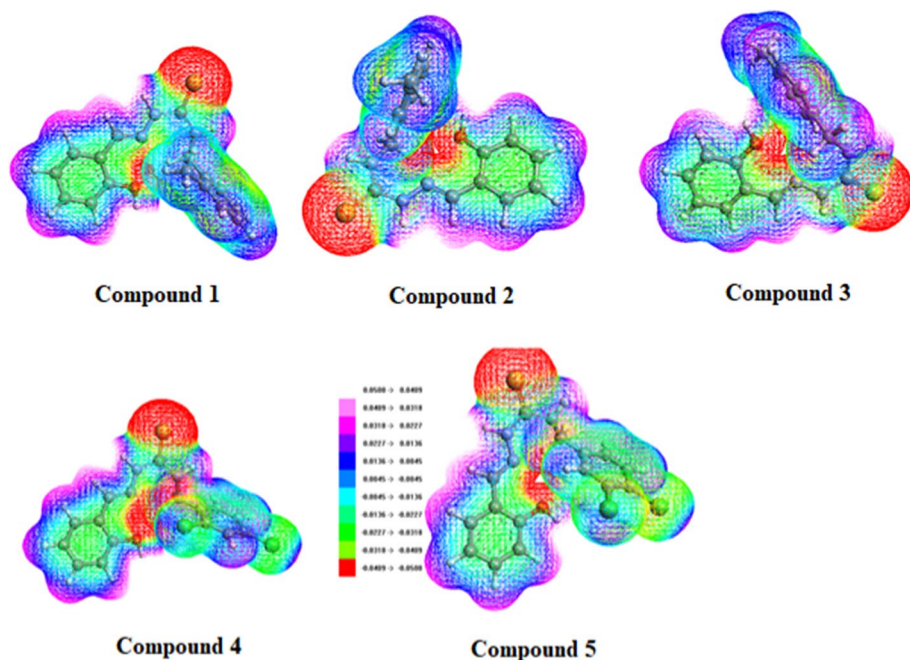 Compound 1
Compound 2
Compound 3
0.0500 -> 0.0409
0.0409 -> 0.0318
0.0318 -> 0.0227
0.0227 -> 0.0136
0.0136 -> 0.0045
0.0045 -> -0.0045
-0.0045 -> -0.0136
-0.0136 -> -0.0227
-0.0227 -> -0.0318
-0.0318 -> -0.0409
-0.0409 -> -0.0500
Compound 4
Compound 5